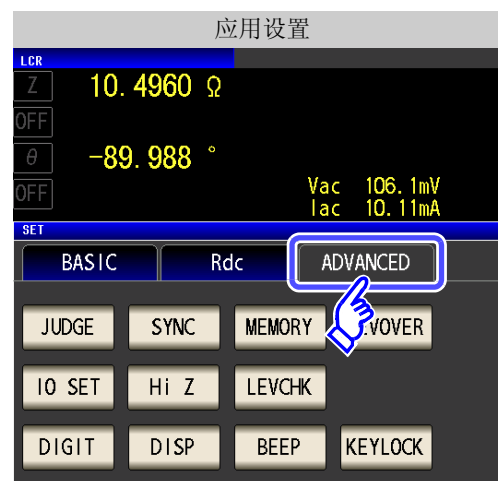 应用设置
LCR
Z 10.4960 Ω
OFF
θ -89.988 °
OFF
Vac 106.1mV
Iac 10.11mA
SET
BASIC Rdc ADVANCED
JUDGE SYNC MEMORY VOVER
IO SET Hi Z LEVCHK
DIGIT DISP BEEP KEYLOCK